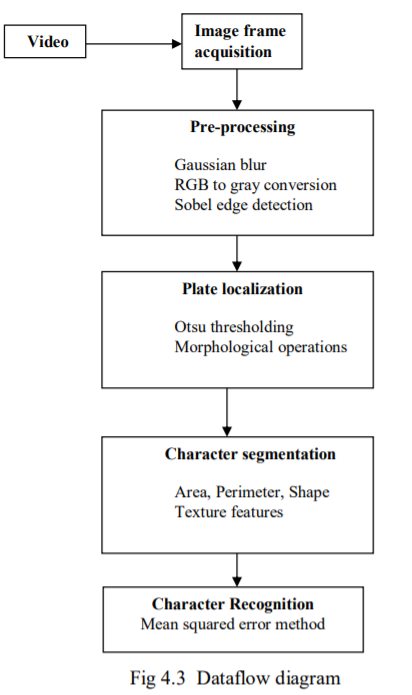 Video
Image frame
acquisition
Pre-processing
Gaussian blur
RGB to gray conversion
Sobel edge detection
Plate localization
Otsu thresholding
Morphological operations
Character segmentation
Area, Perimeter, Shape
Texture features
Character Recognition
Mean squared error method
Fig 4.3 Dataflow diagram